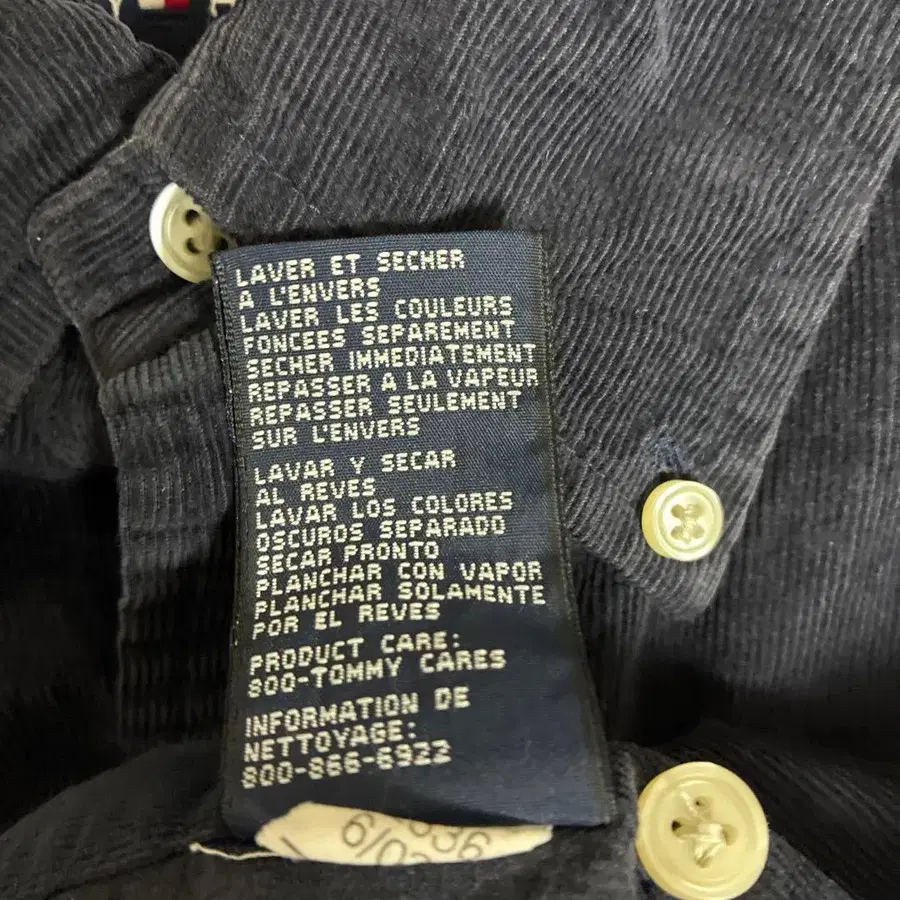 LAVER ET SECHER
A L'ENVERS
LAVER LES COULEURS
FONCEES SEPAREMENT
SECHER IMMEDIATEMENT
REPASSER A LA VAPEUR
REPASSER SEULEMENT
SUR L'ENVERS
LAVAR Y SECAR
AL REVES
LAVAR LOS COLORES
OSCUROS SEPARADO
SECAR PRONTO
PLANCHAR CON VAPOR
PLANCHAR SOLAMENTE
POR EL REVES
PRODUCT CARE:
800-TOMMY CARES
INFORMATION DE
NETTOYAGE:
800-866-6922